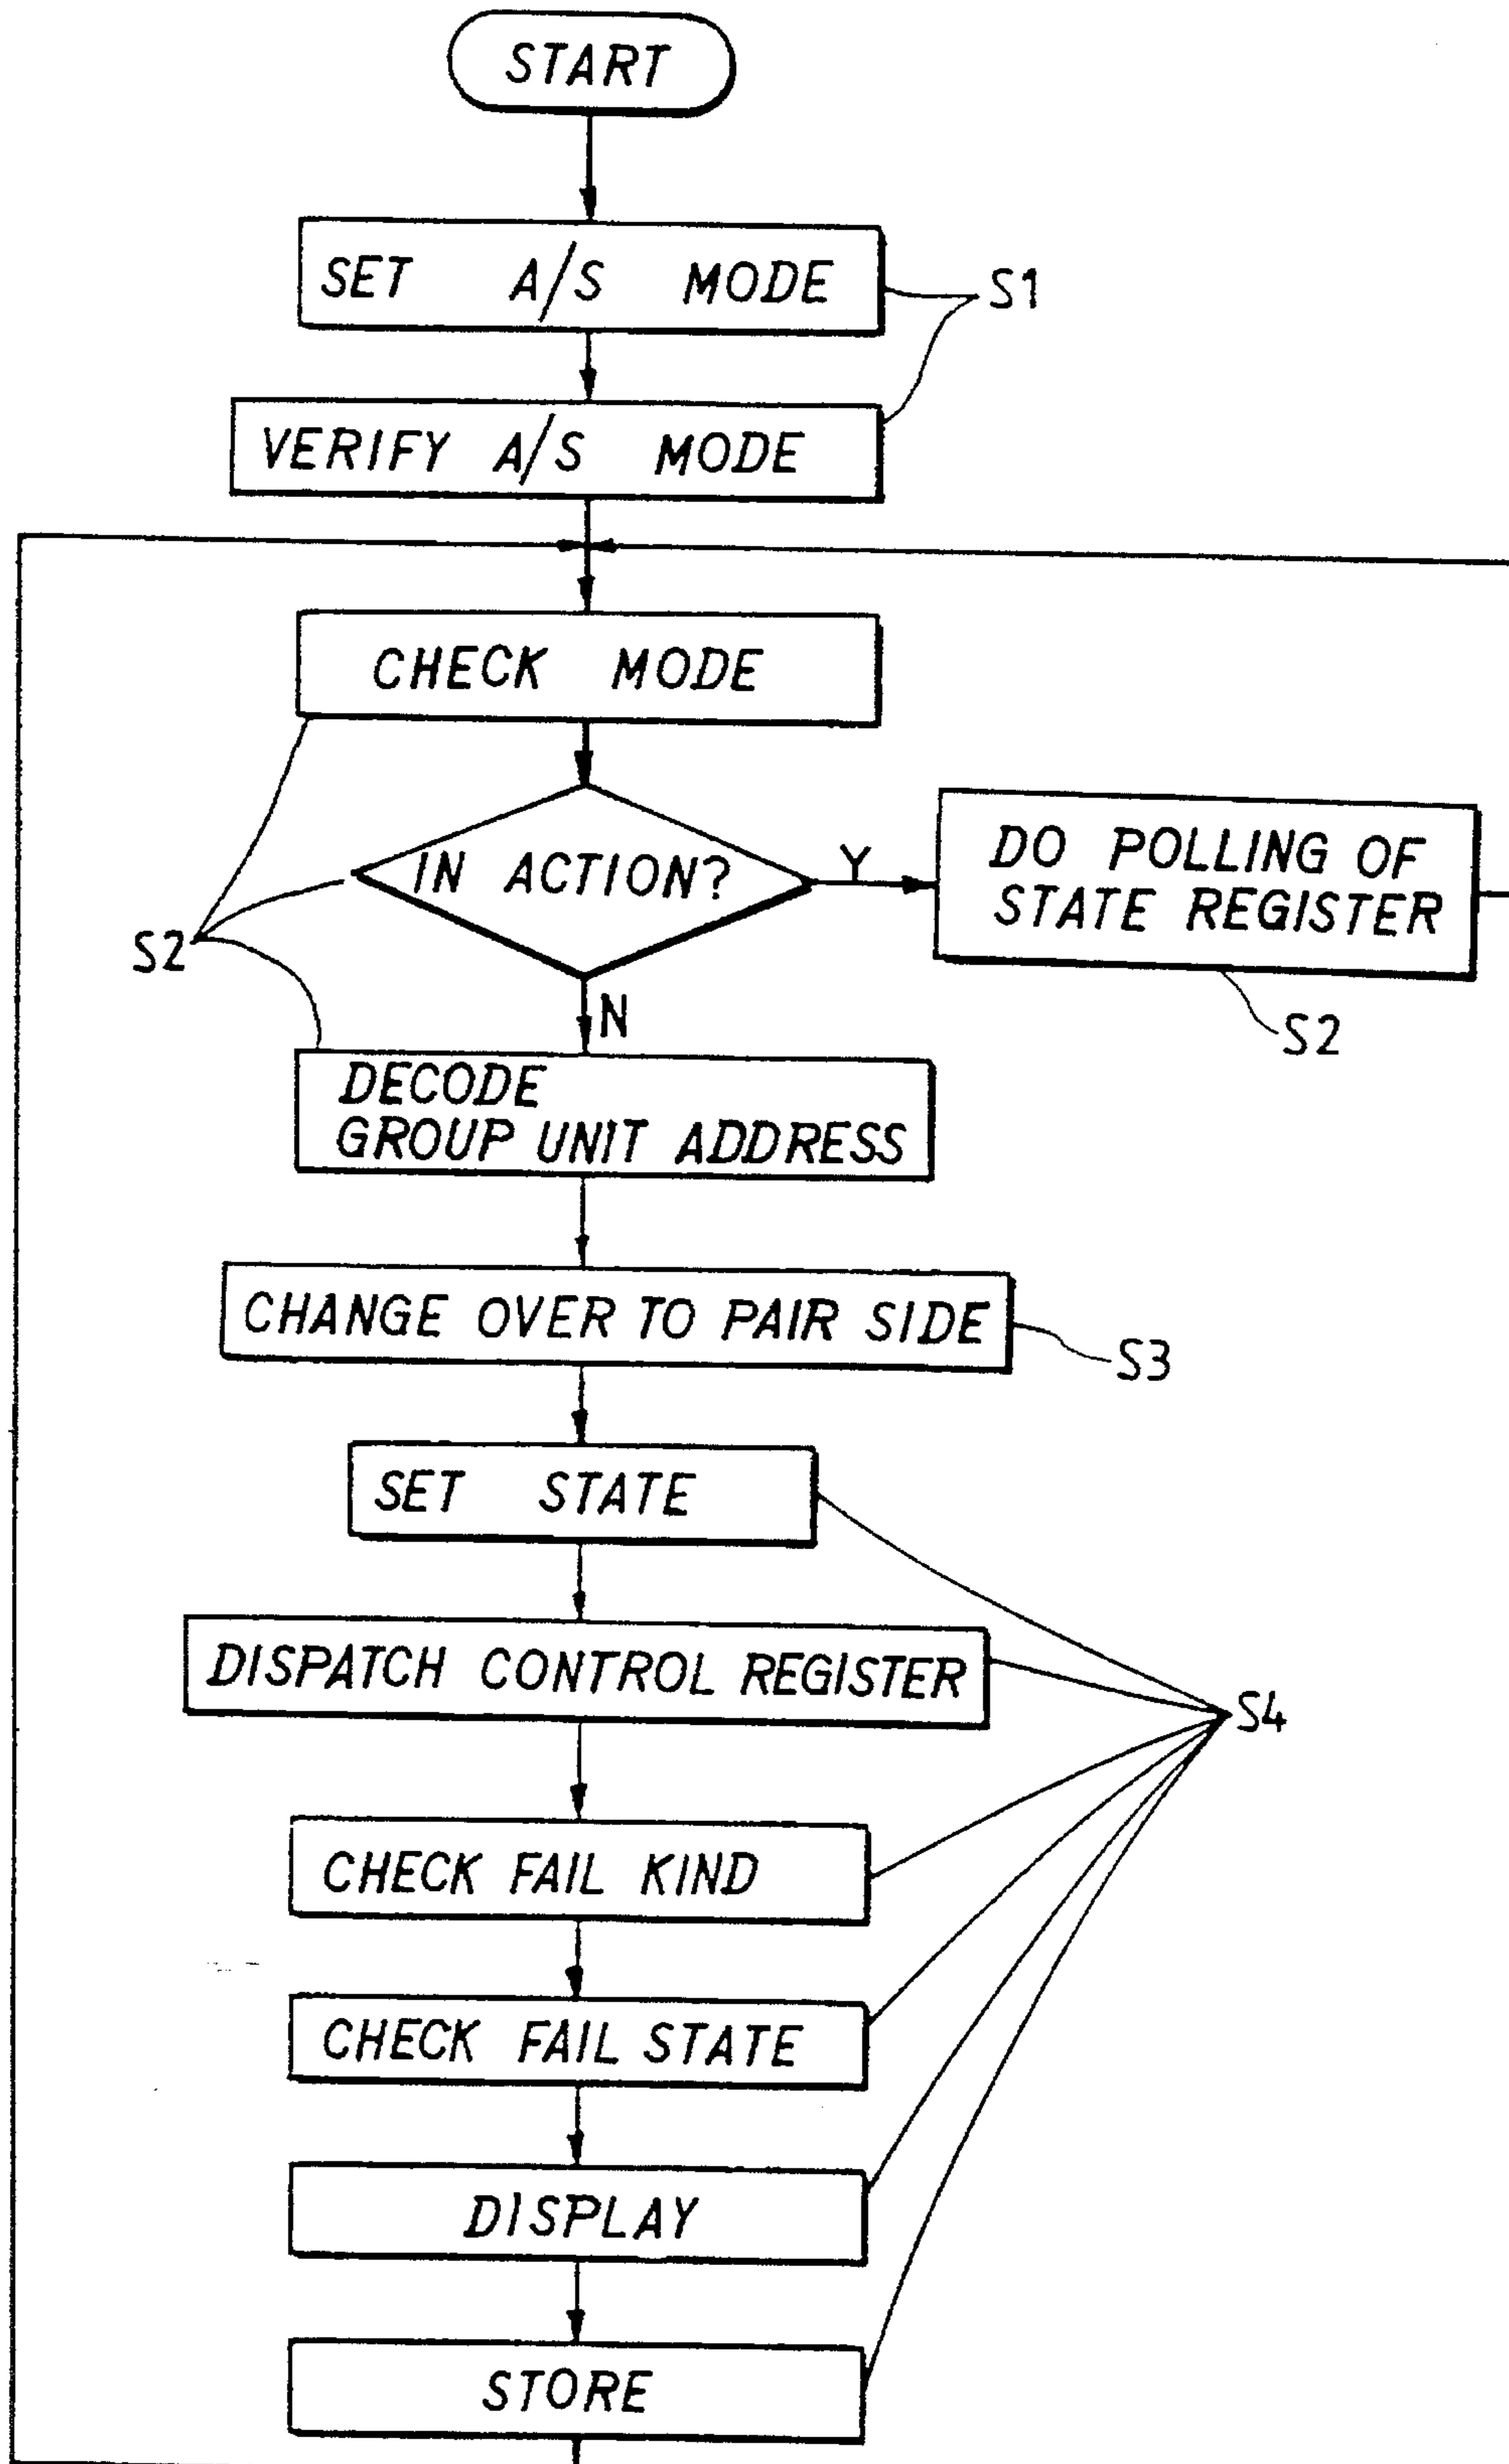 START
SET A/S MODE
S1
VERIFY A/S MODE
CHECK MODE
IN ACTION?
Y
DO POLLING OF
STATE REGISTER
S2
S2
N
DECODE
GROUP UNIT ADDRESS
CHANGE OVER TO PAIR SIDE
S3
SET STATE
DISPATCH CONTROL REGISTER
S4
CHECK FAIL KIND
CHECK FAIL STATE
DISPLAY
STORE